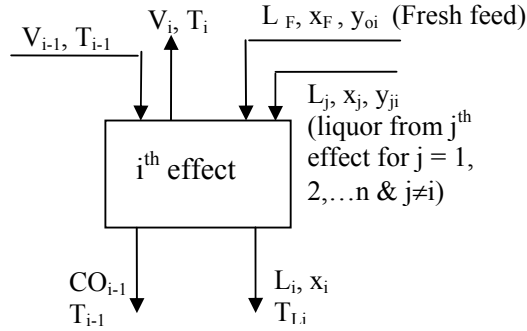 V_{i-1}, T_{i-1}
V_i, T_i
L_F, x_F, y_{oi} (Fresh feed)
L_j, x_j, y_{ji}
(liquor from j^{th}
effect for j = 1,
2,…n & j≠i)
i^{th} effect
CO_{i-1}
T_{i-1}
L_i, x_i
T_{Li}